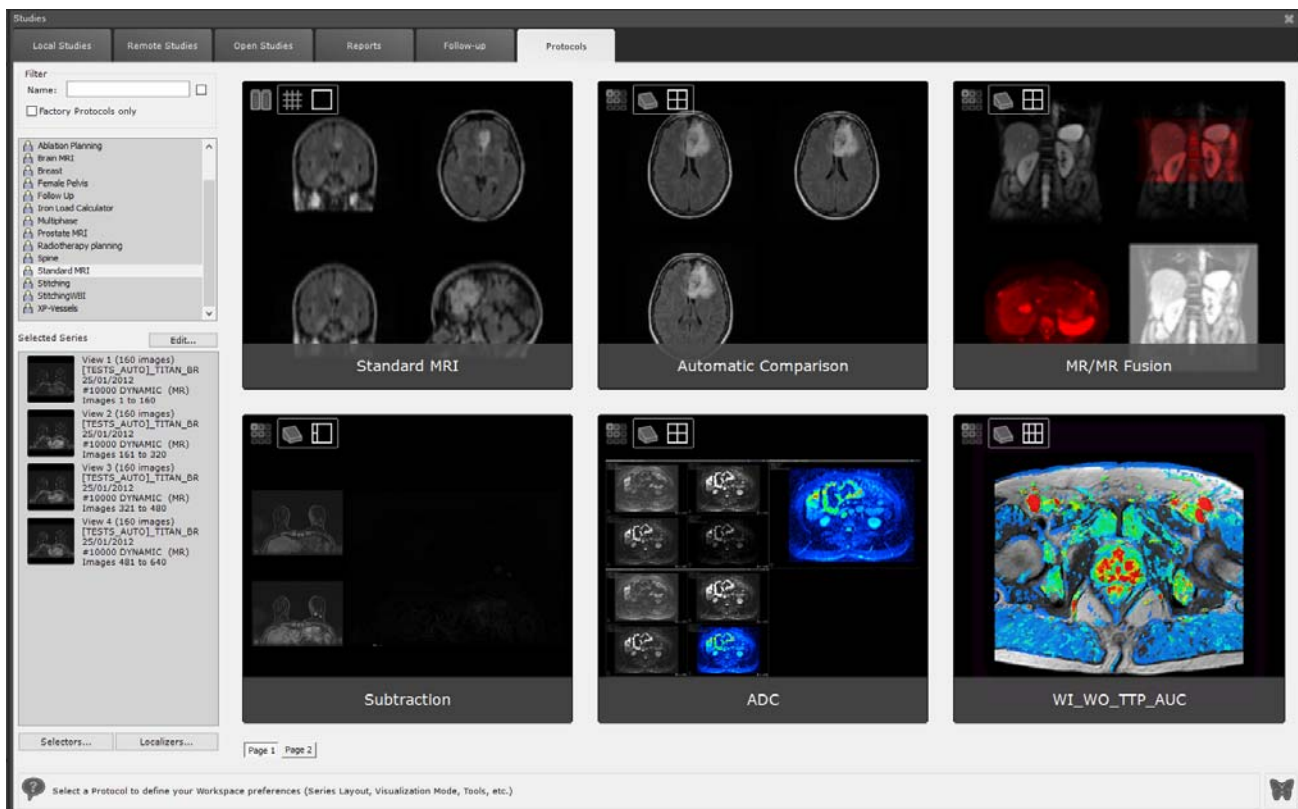 Studies
Local Studies
Remote Studies
Open Studies
Reports
Follow-up
Protocols
Filter
Name:
Factory Protocols only
Ablation Planning
Brain MRI
Breast
Female Pelvis
Follow Up
Iron Load Calculator
Multiphase
Prostate MRI
Radiotherapy planning
Spine
Standard MRI
Stitching
StitchingWBI
XP-Vessels
Selected Series
Edit...
View 1 (160 images)
[TESTS_AUTO]_TITAN_BR
25/01/2012
#10000 DYNAMIC (MR)
Images 1 to 160
View 2 (160 images)
[TESTS_AUTO]_TITAN_BR
25/01/2012
#10000 DYNAMIC (MR)
Images 161 to 320
View 3 (160 images)
[TESTS_AUTO]_TITAN_BR
25/01/2012
#10000 DYNAMIC (MR)
Images 321 to 480
View 4 (160 images)
[TESTS_AUTO]_TITAN_BR
25/01/2012
#10000 DYNAMIC (MR)
Images 481 to 640
Selectors...
Localizers...
Standard MRI
Automatic Comparison
MR/MR Fusion
Subtraction
ADC
WI_WO_TTP_AUC
Page 1
Page 2
Select a Protocol to define your Workspace preferences (Series Layout, Visualization Mode, Tools, etc.)